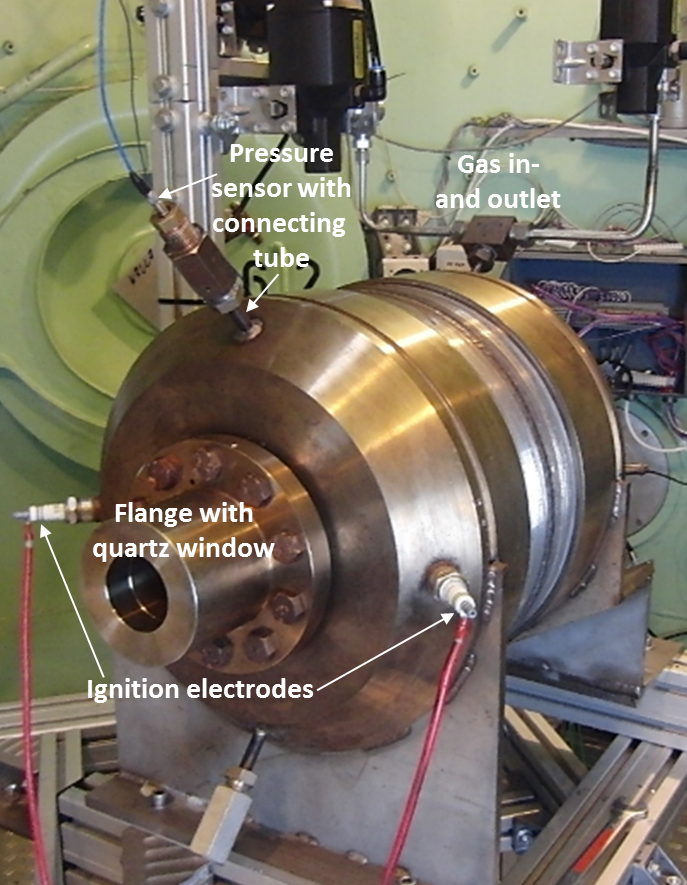 Pressure
sensor with
connecting
tube
Gas in-
and outlet
Flange with
quartz window
Ignition electrodes